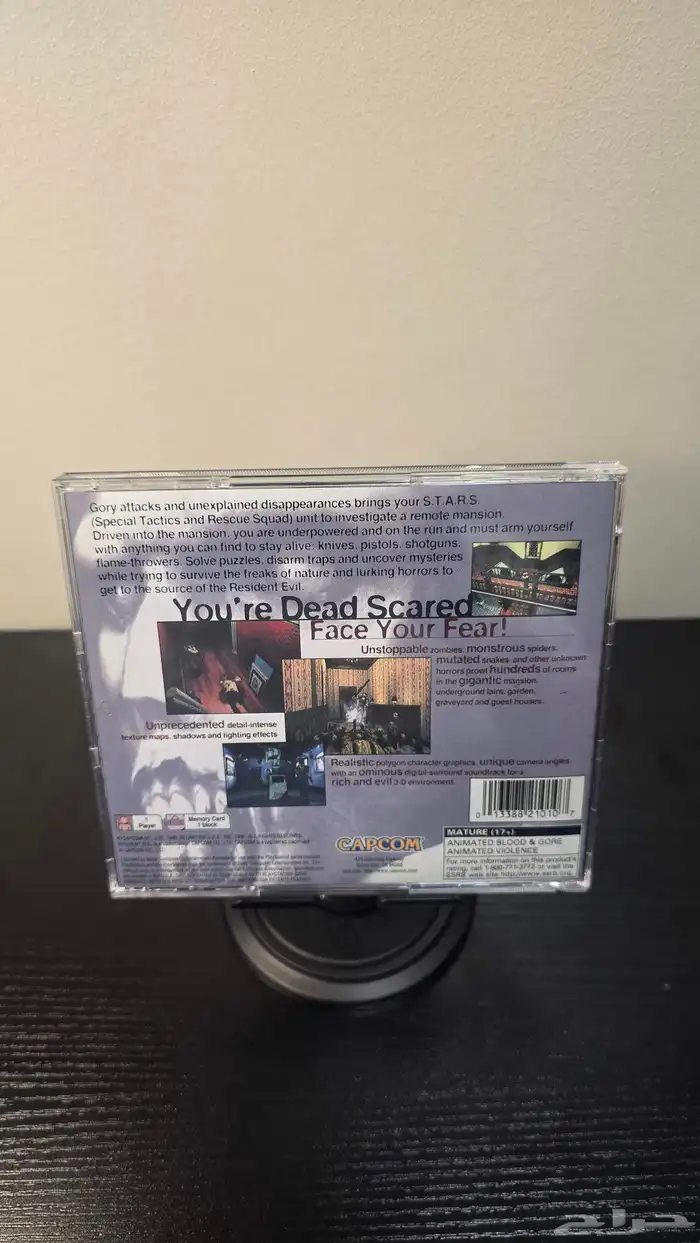 Gory attacks and unexplained disappearances brings your S.T.A.R.S.
(Special Tactics and Rescue Squad) unit to investigate a remote mansion.
Driven into the mansion, you are underpowered and on the run and must arm yourself
with anything you can find to stay alive: knives, pistols, shotguns,
flame-throwers. Solve puzzles, disarm traps and uncover mysteries
while trying to survive the freaks of nature and lurking horrors to
get to the source of the Resident Evil.
You're Dead Scared
Face Your Fear!
Unstoppable zombies, monstrous spiders,
mutated snakes and other unknown
horrors prowl hundreds of rooms
in the gigantic mansion,
underground lairs, garden,
graveyard and guest houses.
Unprecedented detail-intense
texture maps, shadows and lighting effects
Realistic polygon character graphics, unique camera angles
with an ominous digital-surround soundtrack for a
rich and evil 3-D environment.
1
Player
Memory Card
1 block
CAPCOM
0 13388 21010 7
MATURE (17+)
ANIMATED BLOOD & GORE
ANIMATED VIOLENCE
For more information on this product's
rating, call 1-800-771-3772 or visit the
ESRB web site http://www.esrb.org
حراج